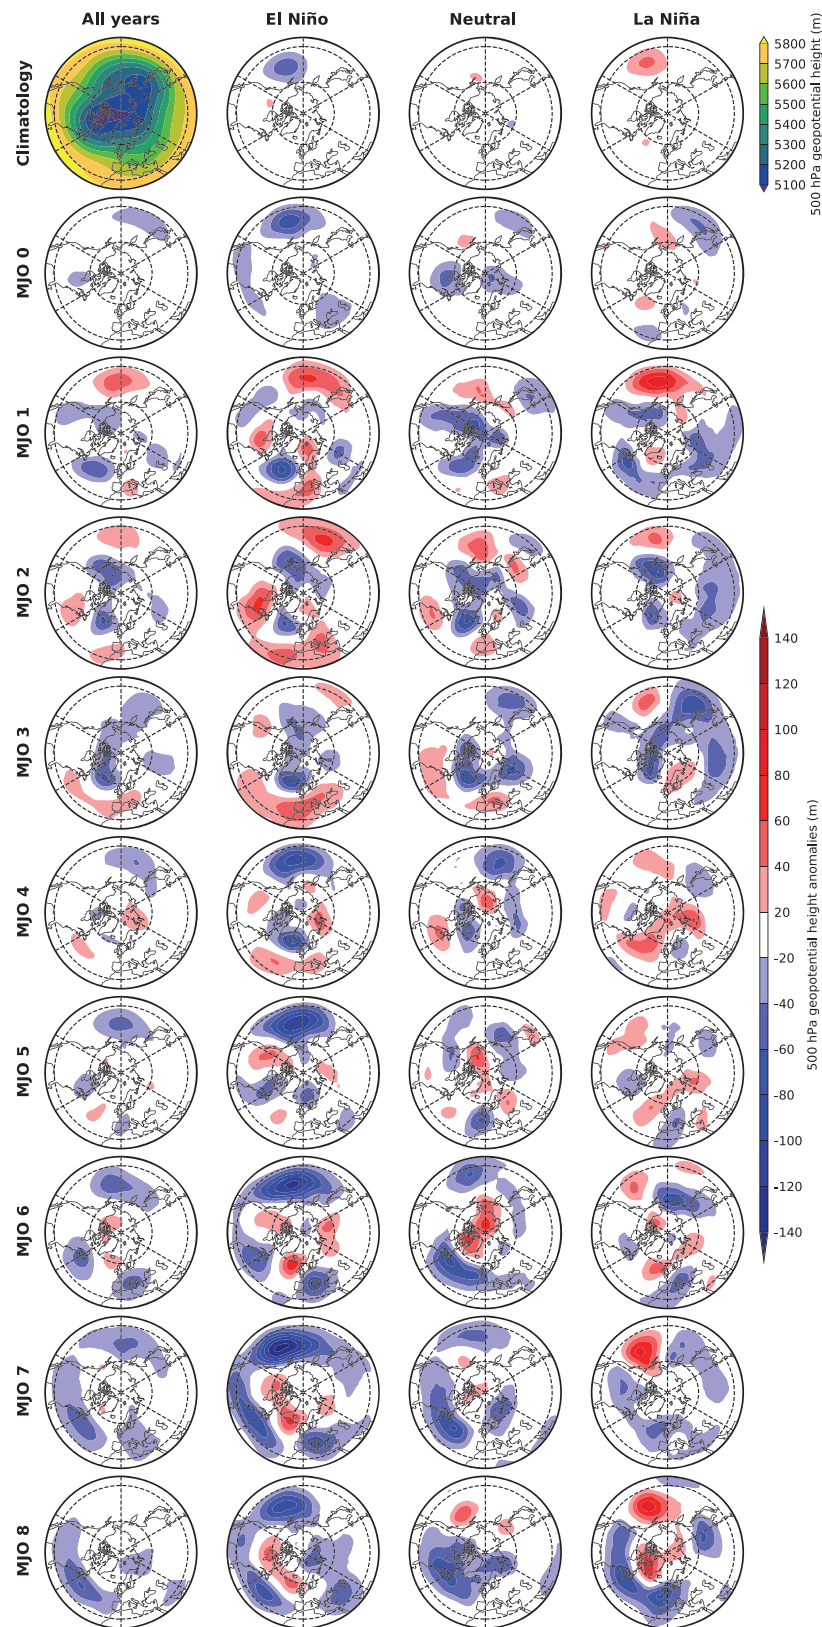 All years El Niño Neutral La Niña
Climatology
5800
5700
5600
5500
5400
5300
5200
5100
500 hPa geopotential height (m)
MJO 0
MJO 1
MJO 2
MJO 3
MJO 4
MJO 5
MJO 6
MJO 7
MJO 8
140
120
100
80
60
40
20
-20
-40
-60
-80
-100
-120
-140
500 hPa geopotential height anomalies (m)